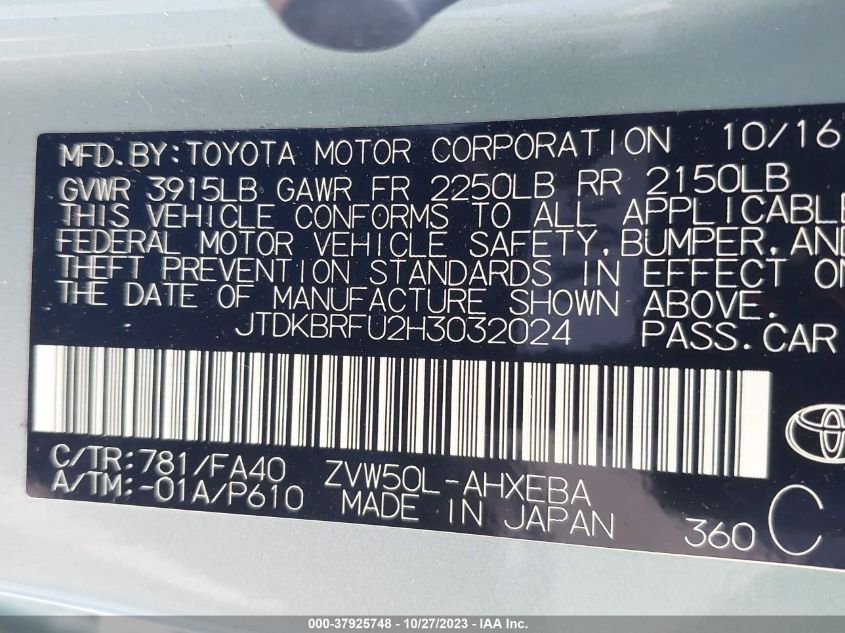 MFD.BY:TOYOTA MOTOR CORPORATION 10/16
GVWR 3915LB GAWR FR 2250LB RR 2150LB
THIS VEHICLE CONFORMS TO ALL APPLICABLE
FEDERAL MOTOR VEHICLE SAFETY,BUMPER,AND
THEFT PREVENTION STANDARDS IN EFFECT ON
THE DATE OF MANUFACTURE SHOWN ABOVE.
JTDKBRFU2H3032024 PASS.CAR
C/TR:781/FA40 ZVW50L-AHXEBA
A/TM:-01A/P610 MADE IN JAPAN 360 C
000-37925748 - 10/27/2023 - IAA Inc.